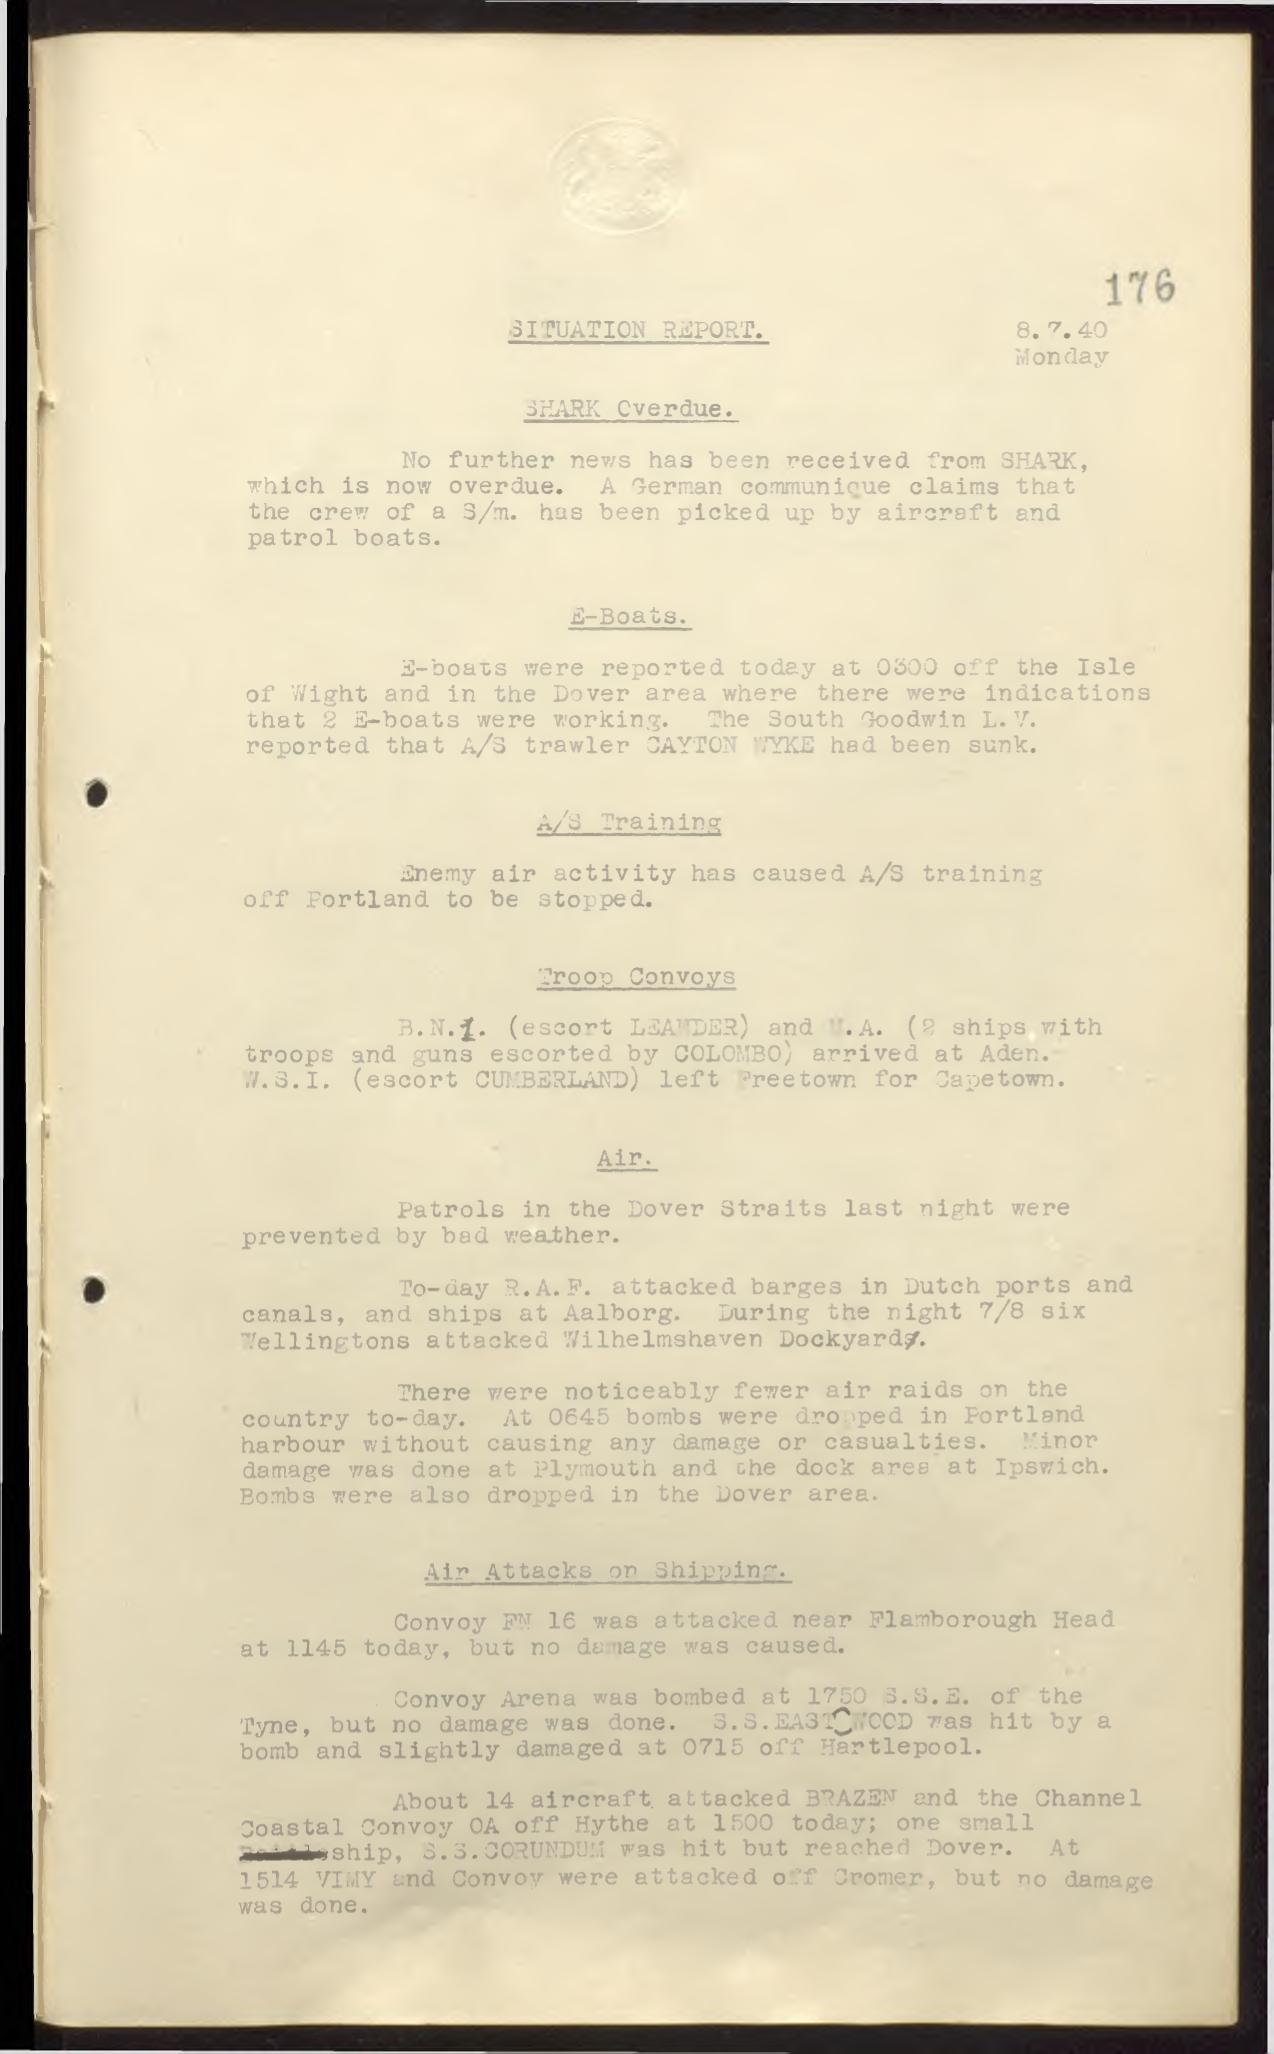 176
SITUATION REPORT.
8.7.40
Monday
SHARK Overdue.
No further news has been received from SHARK,
which is now overdue. A German communique claims that
the crew of a S/m. has been picked up by aircraft and
patrol boats.
E-Boats.
E-boats were reported today at 0300 off the Isle
of Wight and in the Dover area where there were indications
that 2 E-boats were working. The South Goodwin L.V.
reported that A/S trawler CAYTON WYKE had been sunk.
A/S Training
Enemy air activity has caused A/S training
off Portland to be stopped.
Troop Convoys
B.N.1. (escort LEANDER) and .A. (2 ships with
troops and guns escorted by COLOMBO) arrived at Aden.
W.S.I. (escort CUMBERLAND) left Freetown for Capetown.
Air.
Patrols in the Dover Straits last night were
prevented by bad weather.
To-day R.A.F. attacked barges in Dutch ports and
canals, and ships at Aalborg. During the night 7/8 six
Wellingtons attacked Wilhelmshaven Dockyard.
There were noticeably fewer air raids on the
country to-day. At 0645 bombs were dropped in Portland
harbour without causing any damage or casualties. Minor
damage was done at Plymouth and the dock area at Ipswich.
Bombs were also dropped in the Dover area.
Air Attacks on Shipping.
Convoy FN 16 was attacked near Flamborough Head
at 1145 today, but no damage was caused.
Convoy Arena was bombed at 1750 S.S.E. of the
Tyne, but no damage was done. S.S.EASTWOOD was hit by a
bomb and slightly damaged at 0715 off Hartlepool.
About 14 aircraft attacked BRAZEN and the Channel
Coastal Convoy OA off Hythe at 1500 today; one small
ship, S.S.CORUNDUM was hit but reached Dover. At
1514 VIMY and Convoy were attacked off Cromer, but no damage
was done.